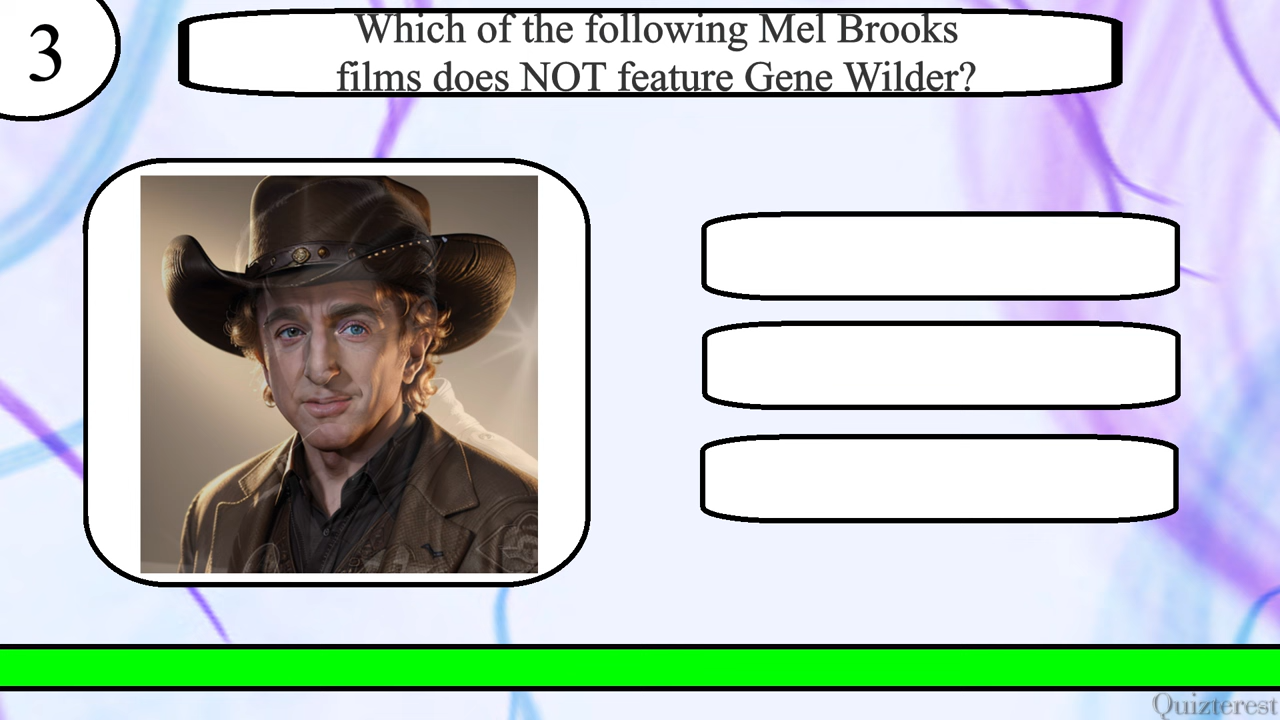 3
Which of the following Mel Brooks
films does NOT feature Gene Wilder?
Quizterest